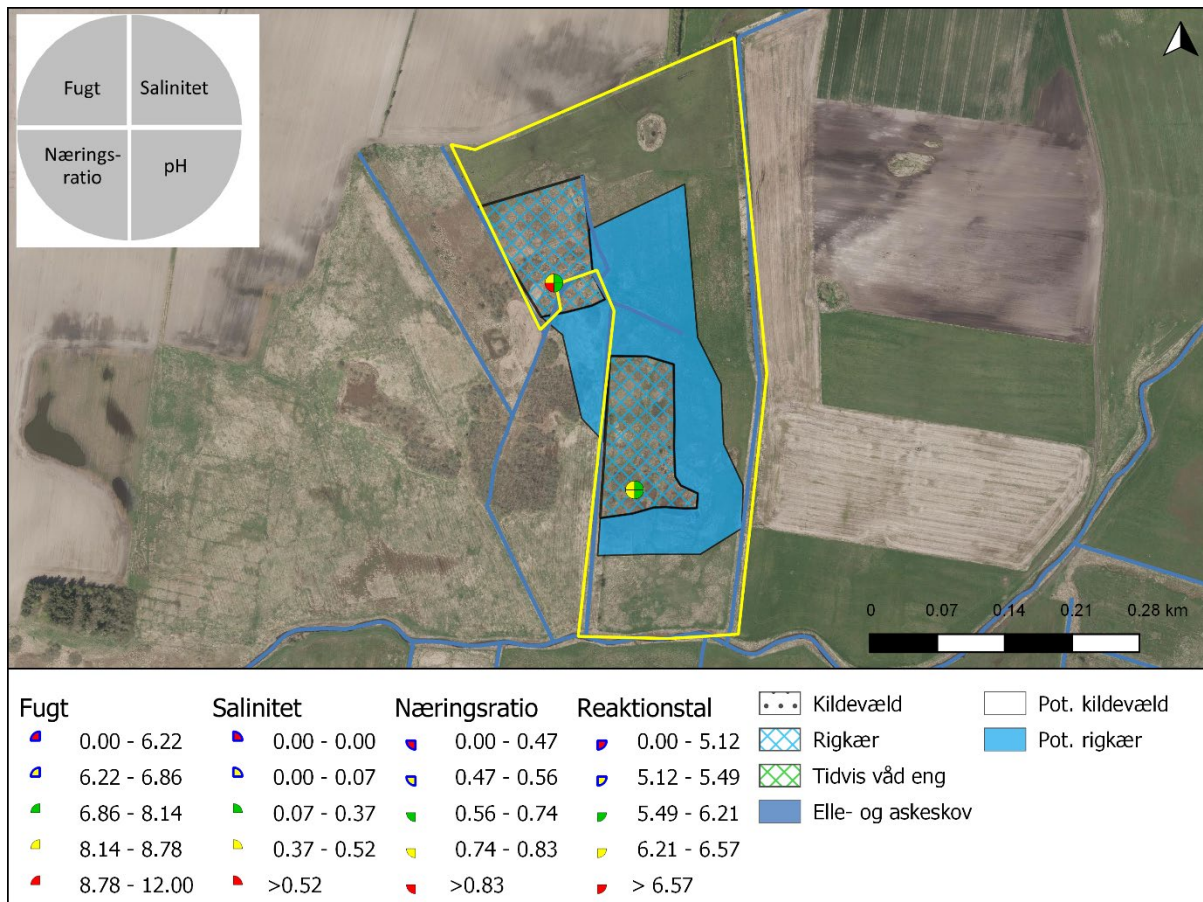 Fugt Salinitet
Nærings-
ratio pH
0 0.07 0.14 0.21 0.28 km
Fugt Salinitet Næringsratio Reaktionstal
0.00 - 6.22 0.00 - 0.00 0.00 - 0.47 0.00 - 5.12
6.22 - 6.86 0.00 - 0.07 0.47 - 0.56 5.12 - 5.49
6.86 - 8.14 0.07 - 0.37 0.56 - 0.74 5.49 - 6.21
8.14 - 8.78 0.37 - 0.52 0.74 - 0.83 6.21 - 6.57
8.78 - 12.00 >0.52 >0.83 > 6.57
Kildevæld Pot. kildevæld
Rigkær Pot. rigkær
Tidvis våd eng
Elle- og askeskov